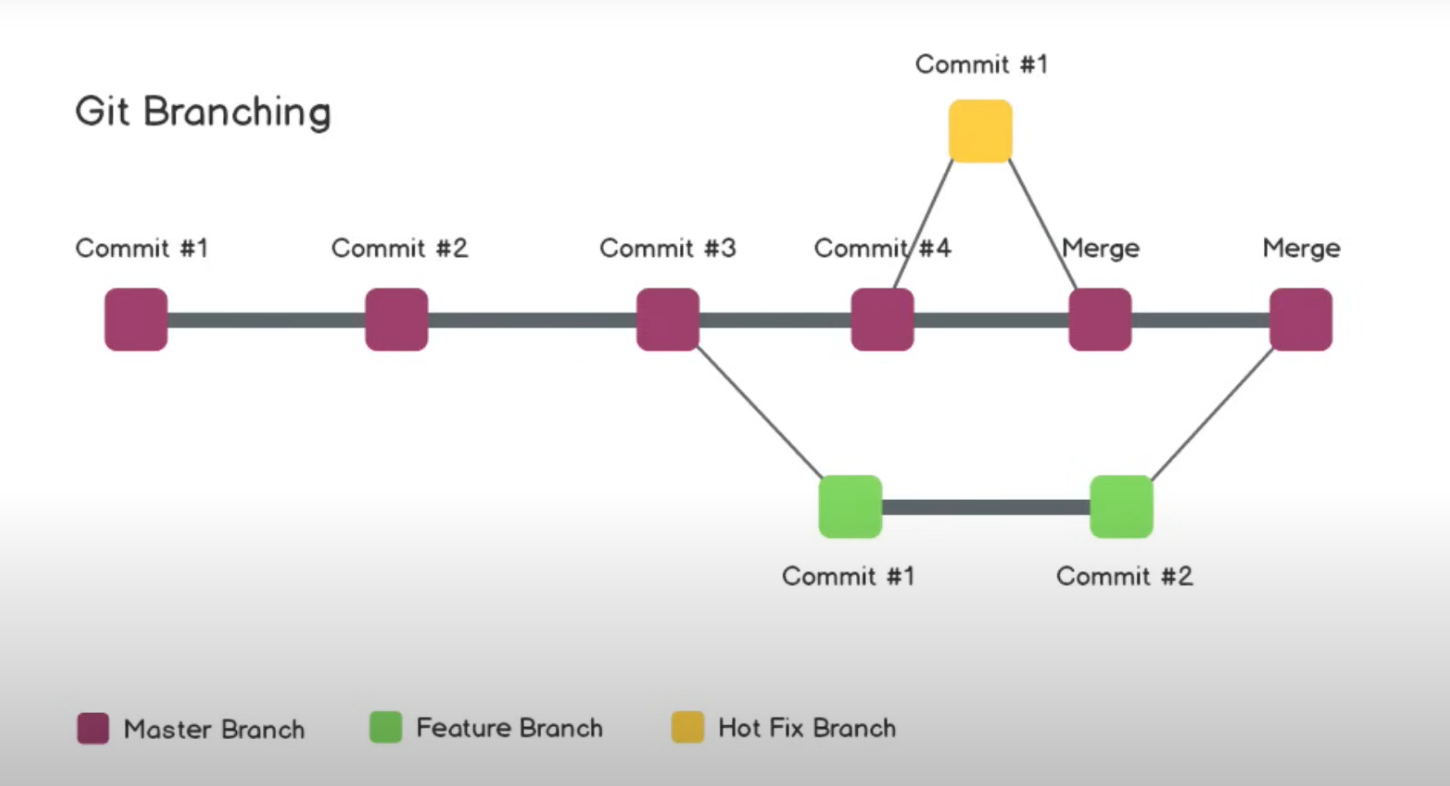 Git Branching
Commit #1
Commit #1
Commit #2
Commit #3
Commit #4
Merge
Merge
Commit #1
Commit #2
Master Branch
Feature Branch
Hot Fix Branch